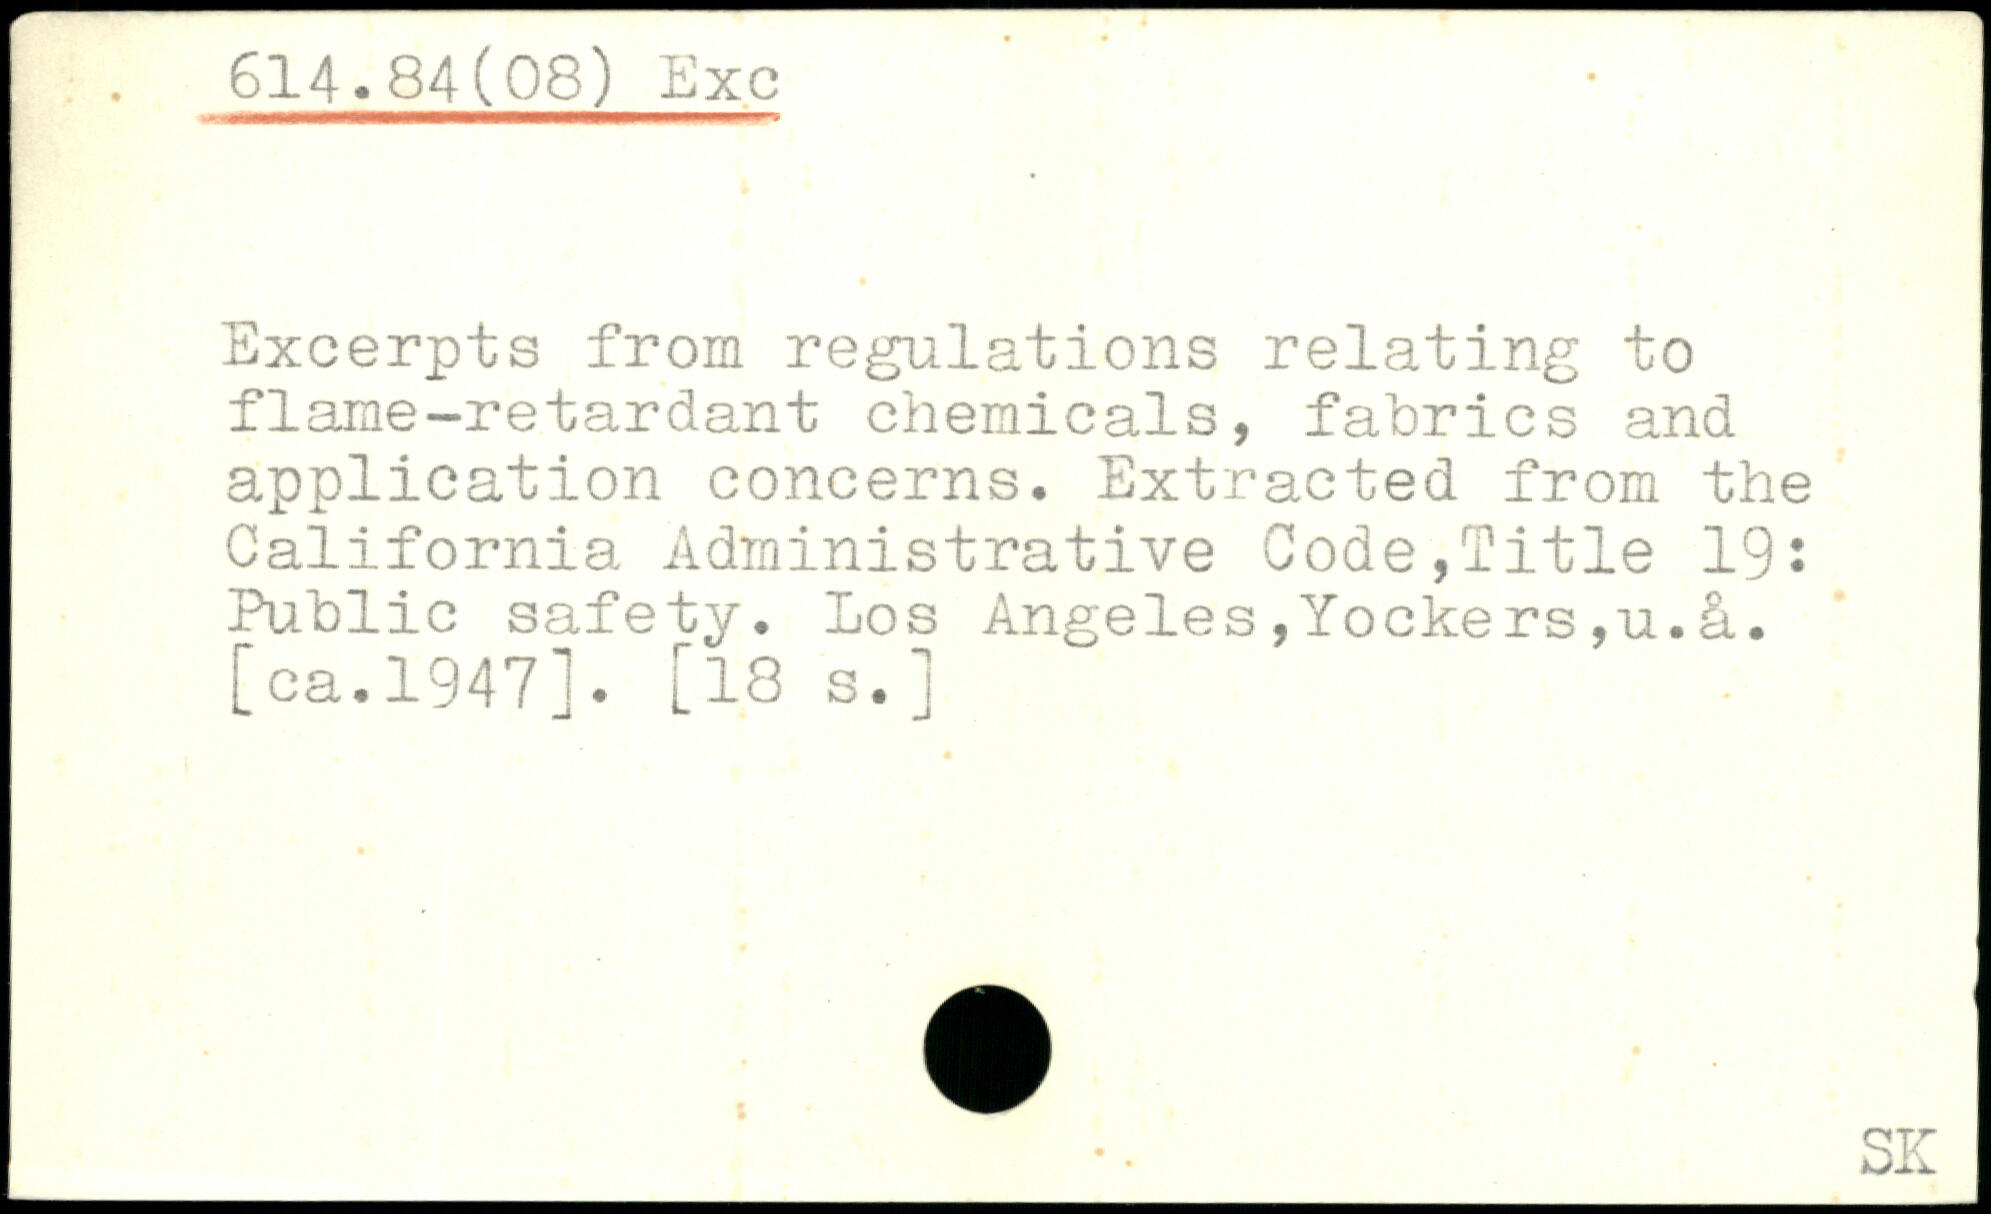 614.84(08) Exc
Excerpts from regulations relating to
flame-retardant chemicals, fabrics and
application concerns. Extracted from the
California Administrative Code,Title 19:
Public safety. Los Angeles,Yockers,u.å.
[ca.1947]. [18 s.]
SK